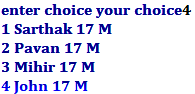 enter choice your choice4
1 Sarthak 17 M
2 Pavan 17 M
3 Mihir 17 M
4 John 17 M